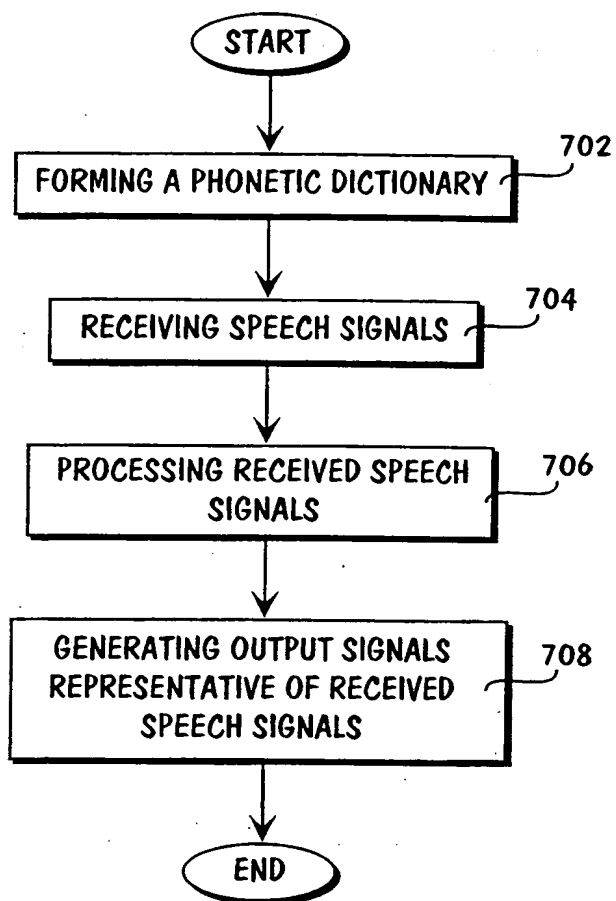 START
702
FORMING A PHONETIC DICTIONARY
704
RECEIVING SPEECH SIGNALS
706
PROCESSING RECEIVED SPEECH
SIGNALS
GENERATING OUTPUT SIGNALS
708
REPRESENTATIVE OF RECEIVED
SPEECH SIGNALS
END